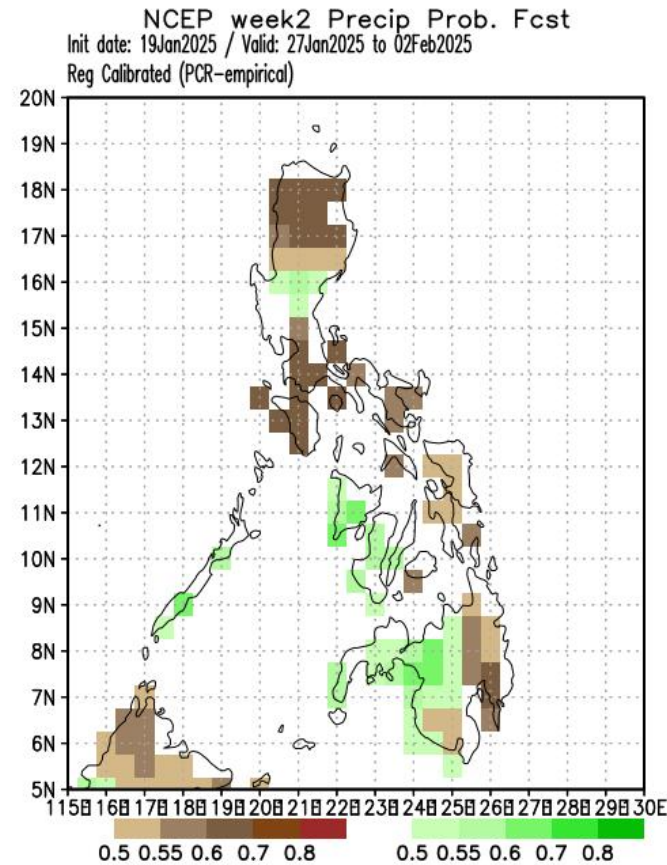 NCEP week2 Precip Prob. Fcst
Init date: 19Jan2025 / Valid: 27Jan2025 to 02Feb2025
Reg Calibrated (PCR-empirical)
20N
19N
18N
17N
16N
15N
14N
13N
12N
11N
10N
9N
8N
7N
6N
5N
30E
0.5 0.55 0.6 0.7 0.8 0.5 0.55 0.6 0.7 0.8